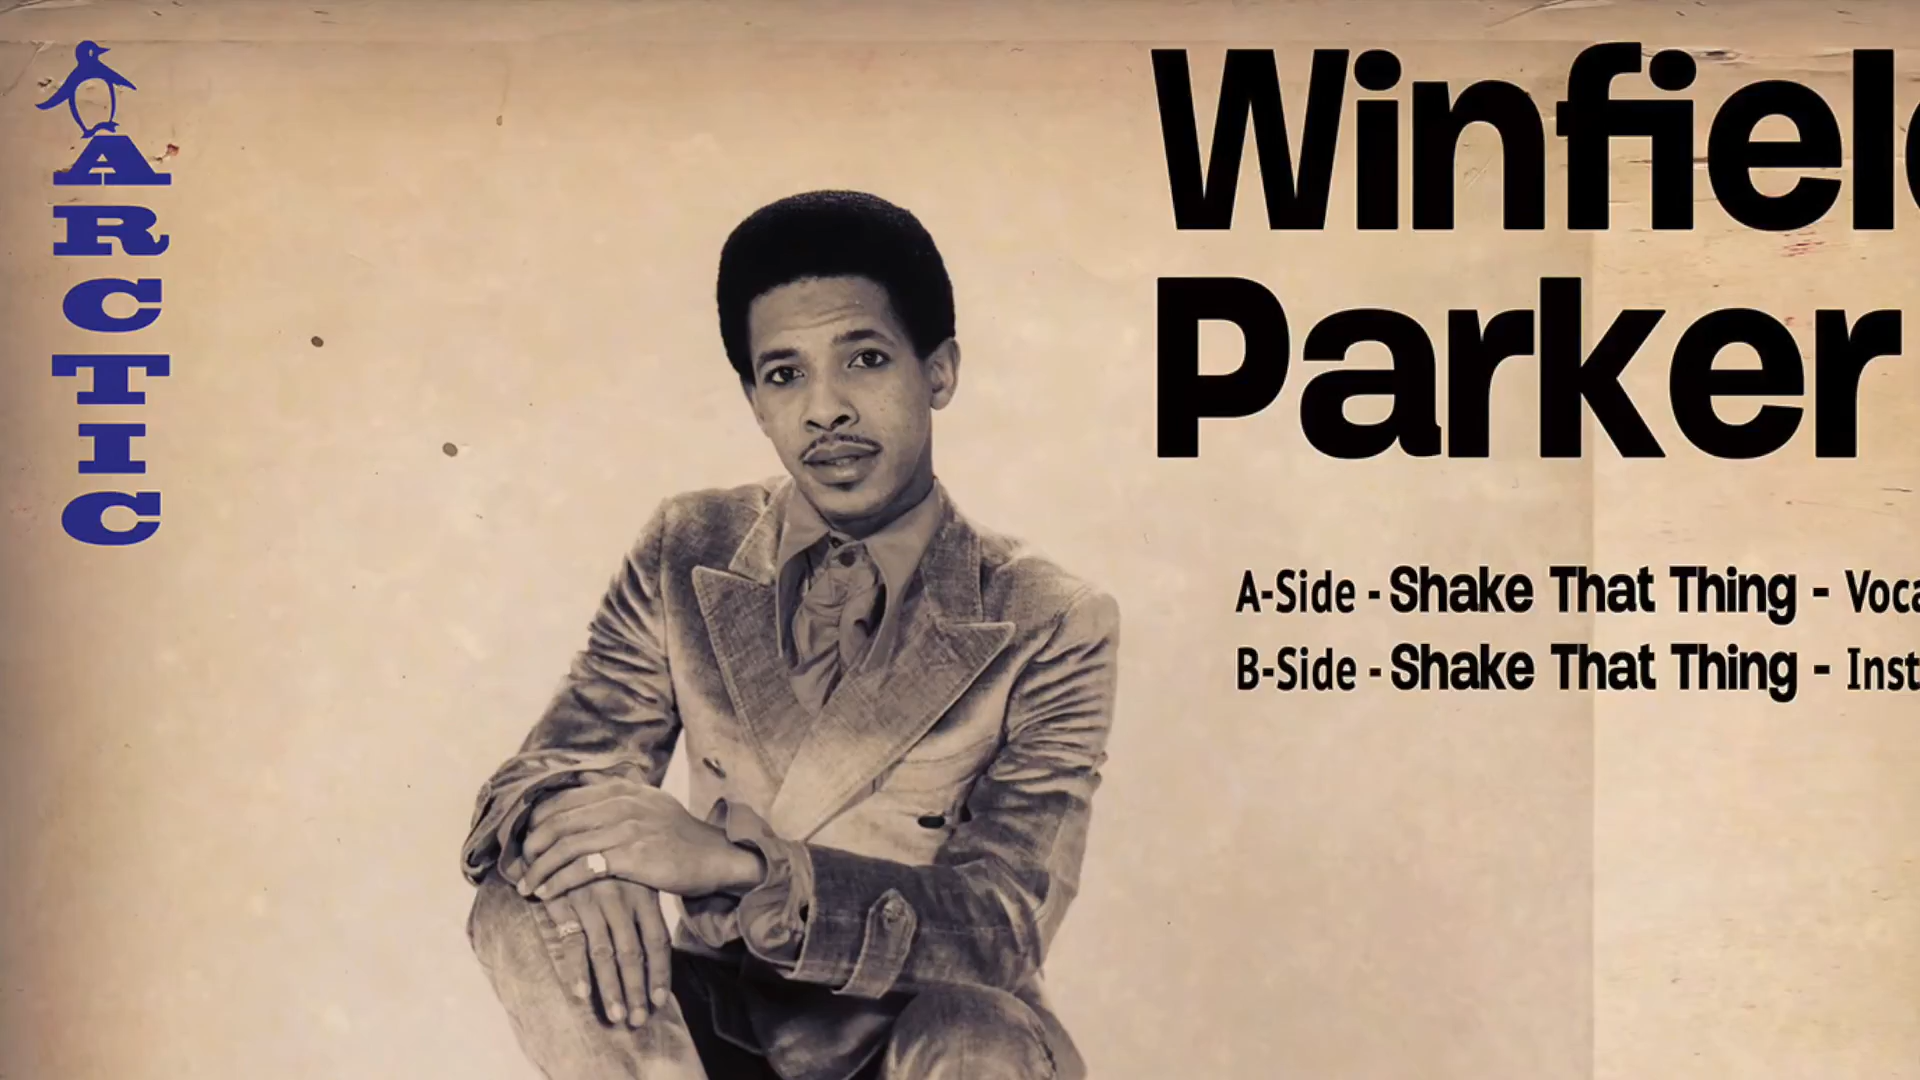 ARCTIC
Winfiel
Parker
A-Side - Shake That Thing - Voca
B-Side - Shake That Thing - Inst